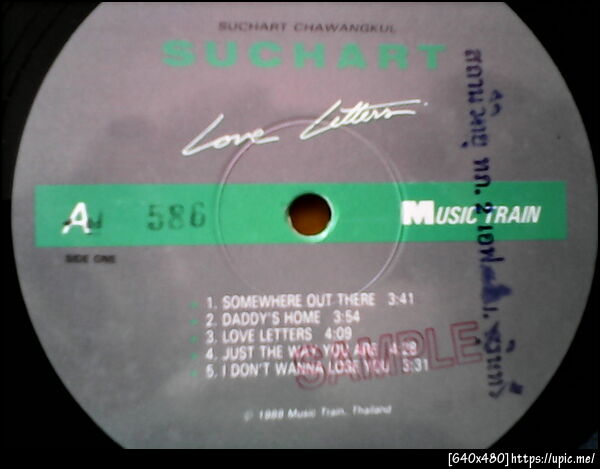 SUCHART CHAWANGKUL
SUCHART
Love Letters
A
586
MUSIC TRAIN
SIDE ONE
1. SOMEWHERE OUT THERE 3:41
2. DADDY'S HOME 3:54
3. LOVE LETTERS 4:09
4. JUST THE WAY YOU ARE
5. I DON'T WANNA LOSE YOU 3:31
SAMPLE
Music Train, Thailand
[640x480]https://upic.me/